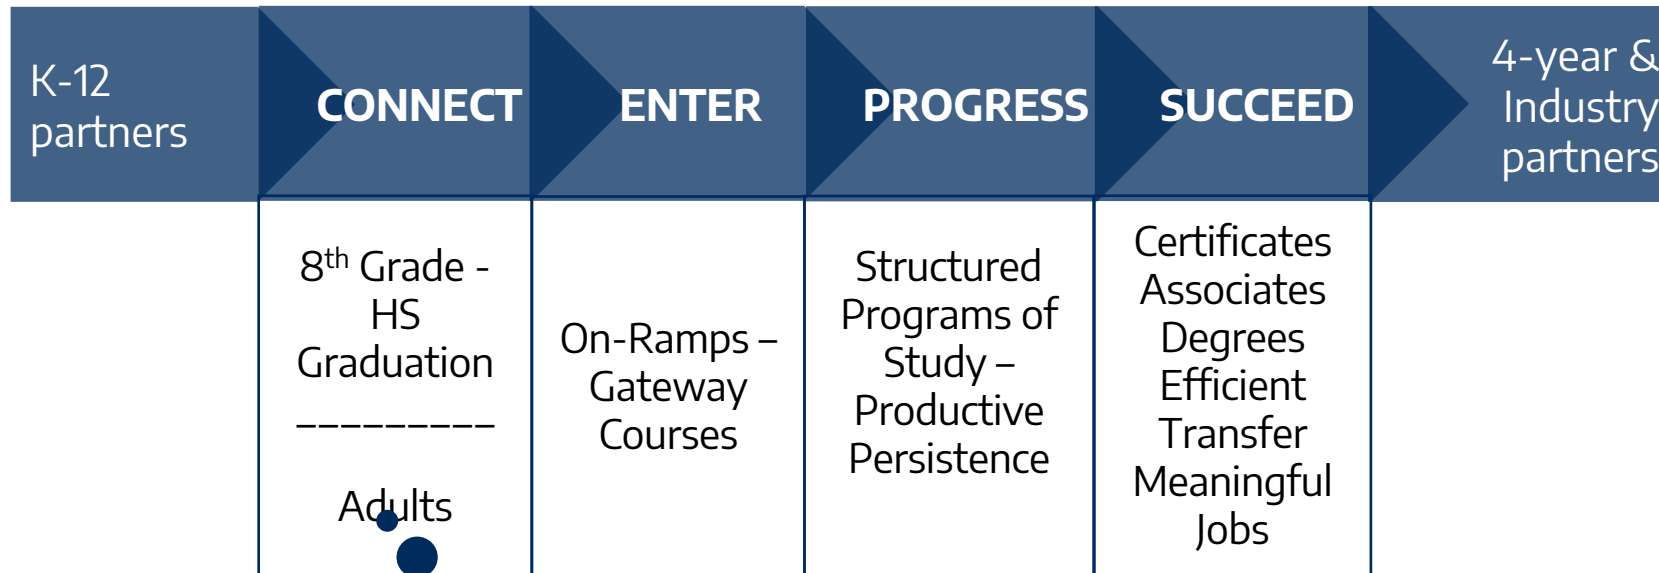 K-12
partners
CONNECT
ENTER
PROGRESS
SUCCEED
4-year &
Industry
partners
8th Grade -
HS
Graduation
_________
Adults
On-Ramps –
Gateway
Courses
Structured
Programs of
Study –
Productive
Persistence
Certificates
Associates
Degrees
Efficient
Transfer
Meaningful
Jobs